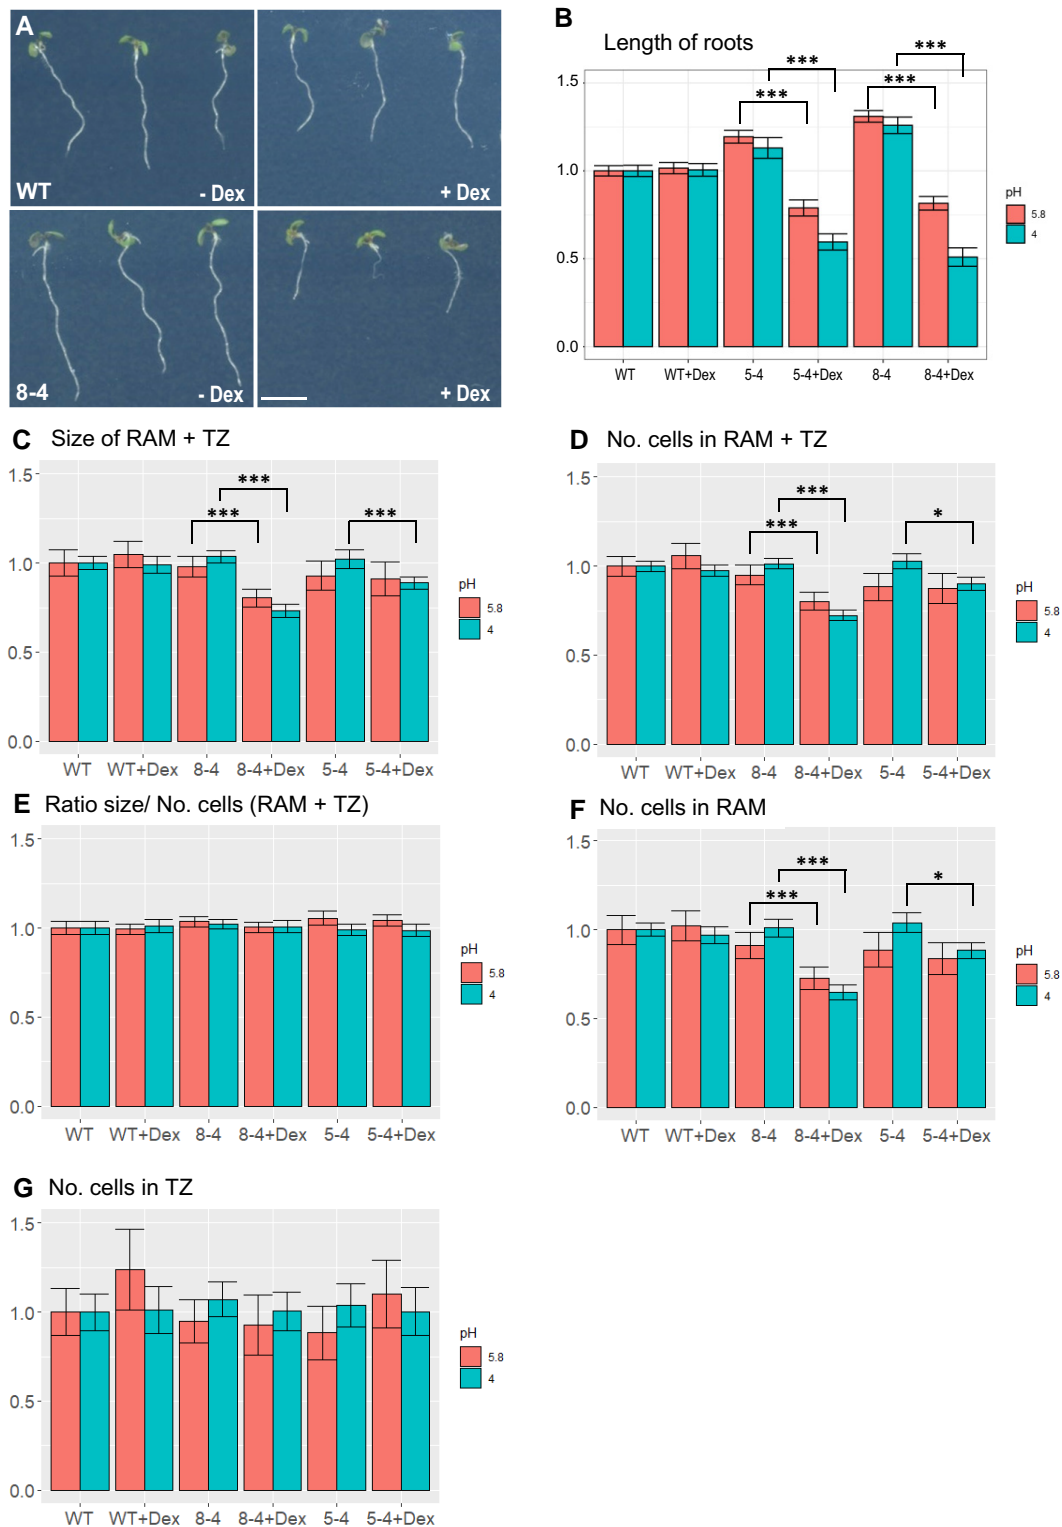 A
WT
- Dex
+ Dex
8-4
- Dex
+ Dex
B
Length of roots
1.5
1.0
0.5
0.0
***
***
***
***
WT
WT+Dex
5-4
5-4+Dex
8-4
8-4+Dex
pH
5.8
4
C Size of RAM + TZ
1.5
1.0
0.5
0.0
***
***
***
WT
WT+Dex
8-4
8-4+Dex
5-4
5-4+Dex
pH
5.8
4
D No. cells in RAM + TZ
1.5
1.0
0.5
0.0
***
***
*
WT
WT+Dex
8-4
8-4+Dex
5-4
5-4+Dex
pH
5.8
4
E Ratio size/ No. cells (RAM + TZ)
1.5
1.0
0.5
0.0
WT
WT+Dex
8-4
8-4+Dex
5-4
5-4+Dex
pH
5.8
4
F No. cells in RAM
1.5
1.0
0.5
0.0
***
***
*
WT
WT+Dex
8-4
8-4+Dex
5-4
5-4+Dex
pH
5.8
4
G No. cells in TZ
1.5
1.0
0.5
0.0
WT
WT+Dex
8-4
8-4+Dex
5-4
5-4+Dex
pH
5.8
4